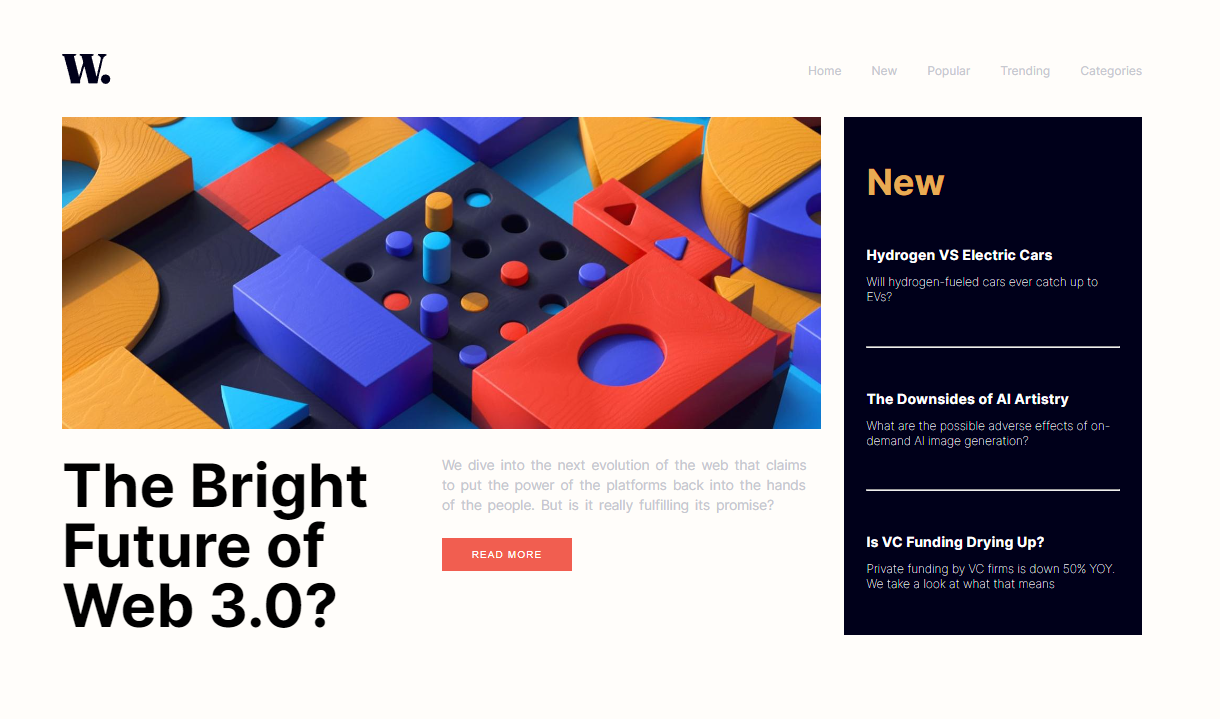 W.
Home New Popular Trending Categories
New
Hydrogen VS Electric Cars
Will hydrogen-fueled cars ever catch up to
EVs?
The Downsides of AI Artistry
What are the possible adverse effects of on-
demand AI image generation?
Is VC Funding Drying Up?
Private funding by VC firms is down 50% YOY.
We take a look at what that means
The Bright
Future of
Web 3.0?
We dive into the next evolution of the web that claims
to put the power of the platforms back into the hands
of the people. But is it really fulfilling its promise?
READ MORE